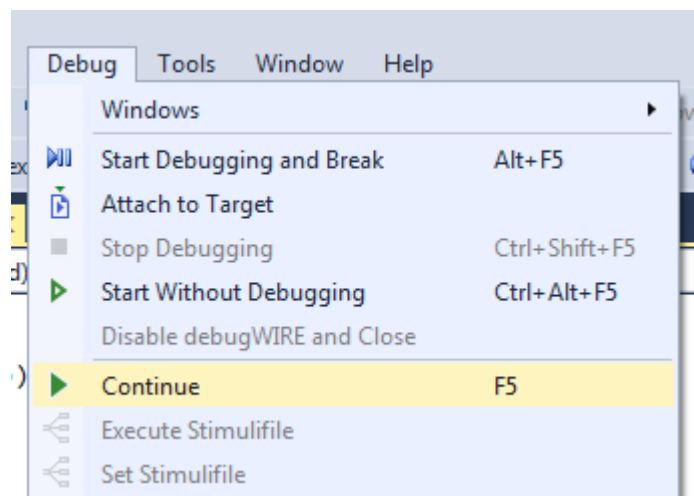 Debug Tools Window Help
Windows
Start Debugging and Break Alt+F5
Attach to Target
Stop Debugging Ctrl+Shift+F5
Start Without Debugging Ctrl+Alt+F5
Disable debugWIRE and Close
Continue F5
Execute Stimulifile
Set Stimulifile